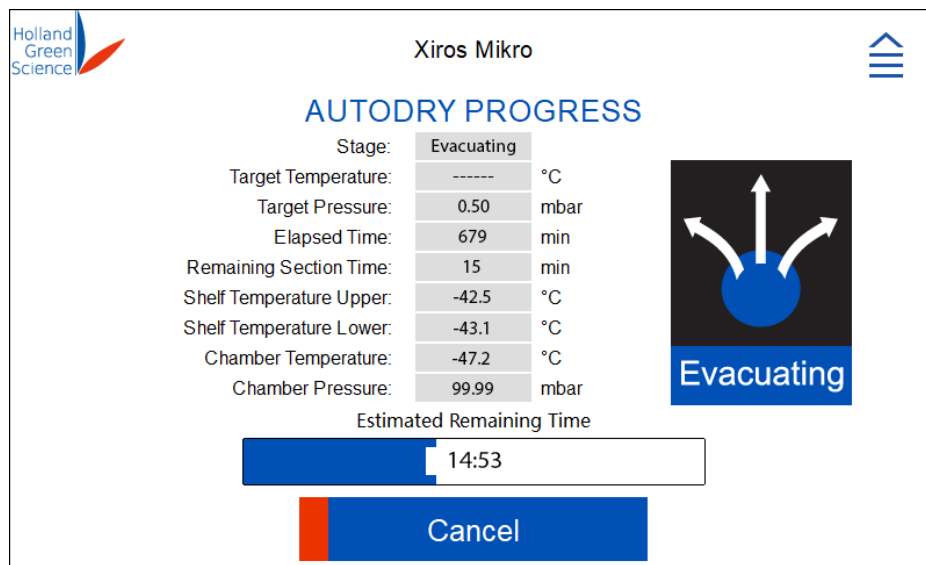 Holland
Green
Science
Xiros Mikro
AUTODRY PROGRESS
Stage: Evacuating
Target Temperature: ------ °C
Target Pressure: 0.50 mbar
Elapsed Time: 679 min
Remaining Section Time: 15 min
Shelf Temperature Upper: -42.5 °C
Shelf Temperature Lower: -43.1 °C
Chamber Temperature: -47.2 °C
Chamber Pressure: 99.99 mbar
Evacuating
Estimated Remaining Time
14:53
Cancel